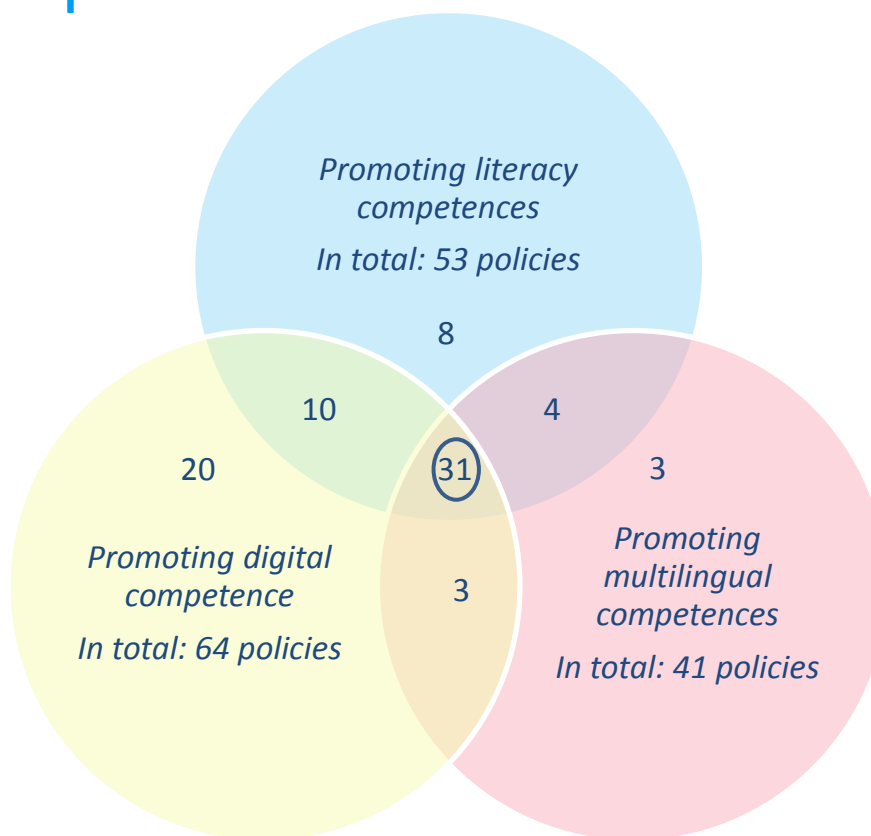 Promoting literacy
competences
In total: 53 policies
8
10
4
20
31
3
Promoting digital
competence
In total: 64 policies
3
Promoting
multilingual
competences
In total: 41 policies